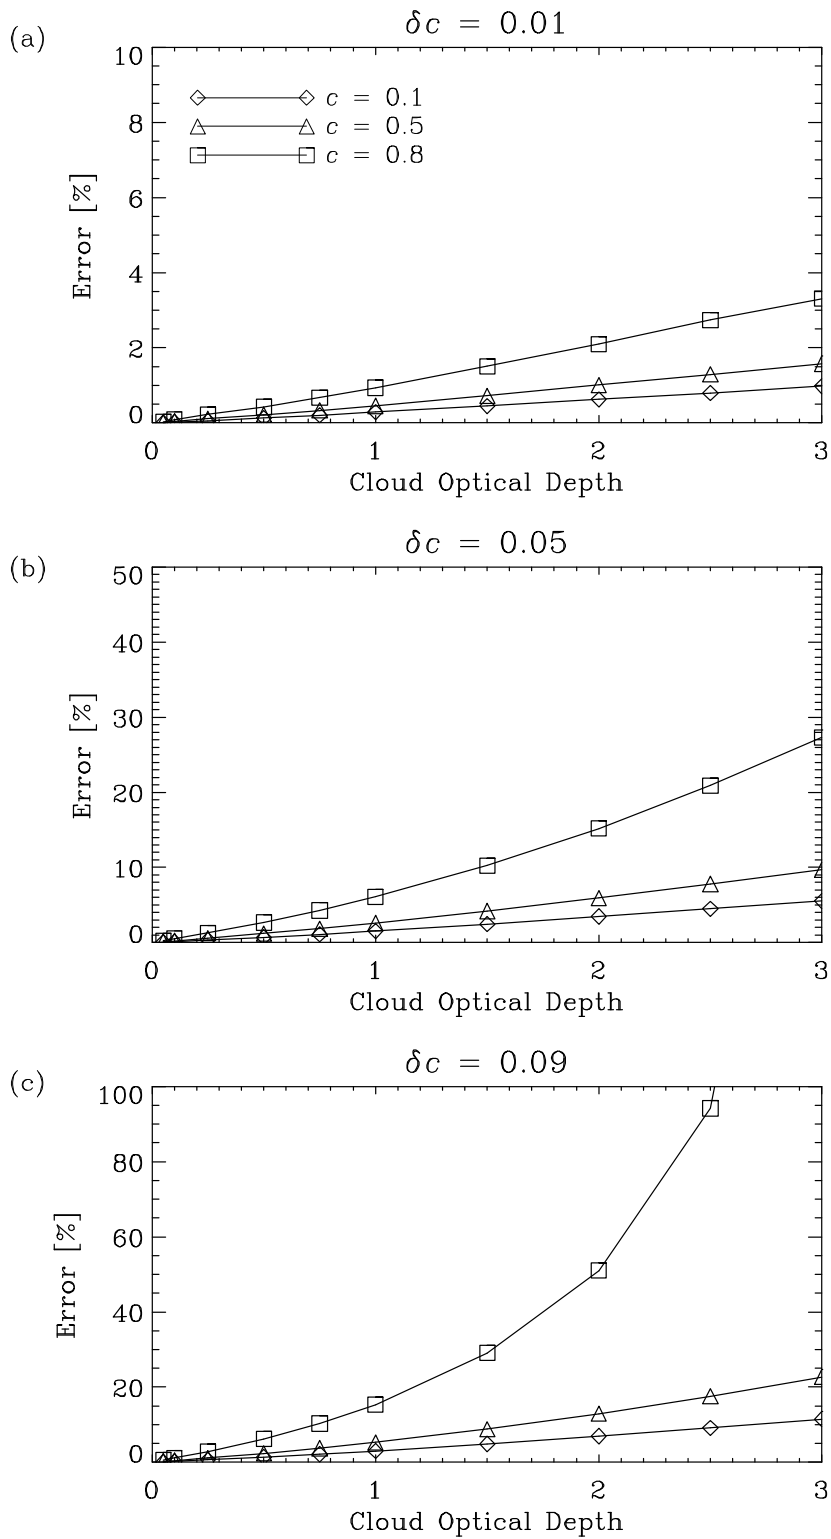 (a)
δc = 0.01
10
8
6
4
2
0
Error [%]
c = 0.1
c = 0.5
c = 0.8
0 1 2 3
Cloud Optical Depth
(b)
δc = 0.05
50
40
30
20
10
0
Error [%]
0 1 2 3
Cloud Optical Depth
(c)
δc = 0.09
100
80
60
40
20
0
Error [%]
0 1 2 3
Cloud Optical Depth